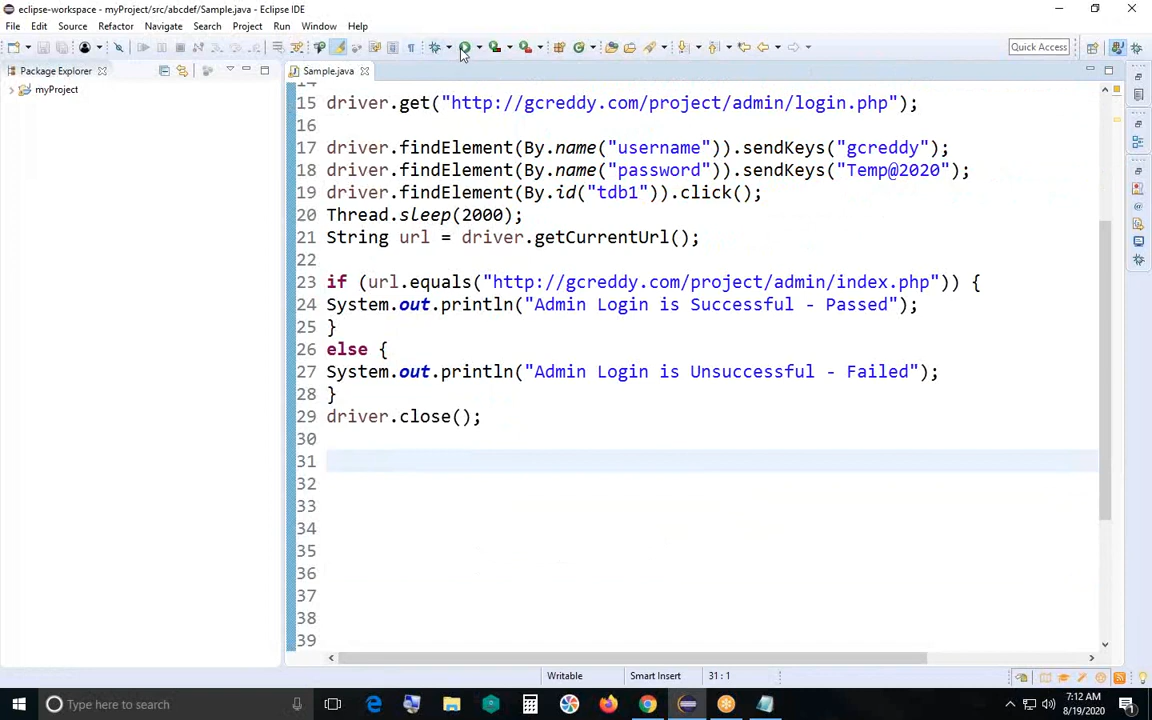 eclipse-workspace - myProject/src/abcdef/Sample.java - Eclipse IDE
File Edit Source Refactor Navigate Search Project Run Window Help
Quick Access
Package Explorer
Sample.java
myProject
14
15 driver.get("http://gcreddy.com/project/admin/login.php");
16
17 driver.findElement(By.name("username")).sendKeys("gcreddy");
18 driver.findElement(By.name("password")).sendKeys("Temp@2020");
19 driver.findElement(By.id("tdb1")).click();
20 Thread.sleep(2000);
21 String url = driver.getCurrentUrl();
22
23 if (url.equals("http://gcreddy.com/project/admin/index.php")) {
24 System.out.println("Admin Login is Successful - Passed");
25 }
26 else {
27 System.out.println("Admin Login is Unsuccessful - Failed");
28 }
29 driver.close();
30
31
32
33
34
35
36
37
38
39
Writable Smart Insert 31 : 1
Type here to search
7:12 AM
8/19/2020